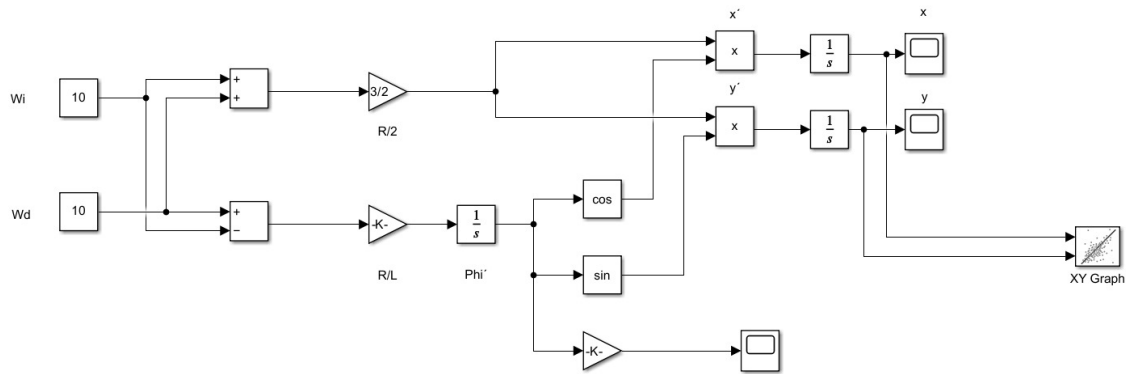 x´
x
Wi
10
+
+
3/2
x
1
s
R/2
y´
y
x
1
s
Wd
10
+
−
-K-
1
s
cos
R/L
Phi´
sin
XY Graph
-K-